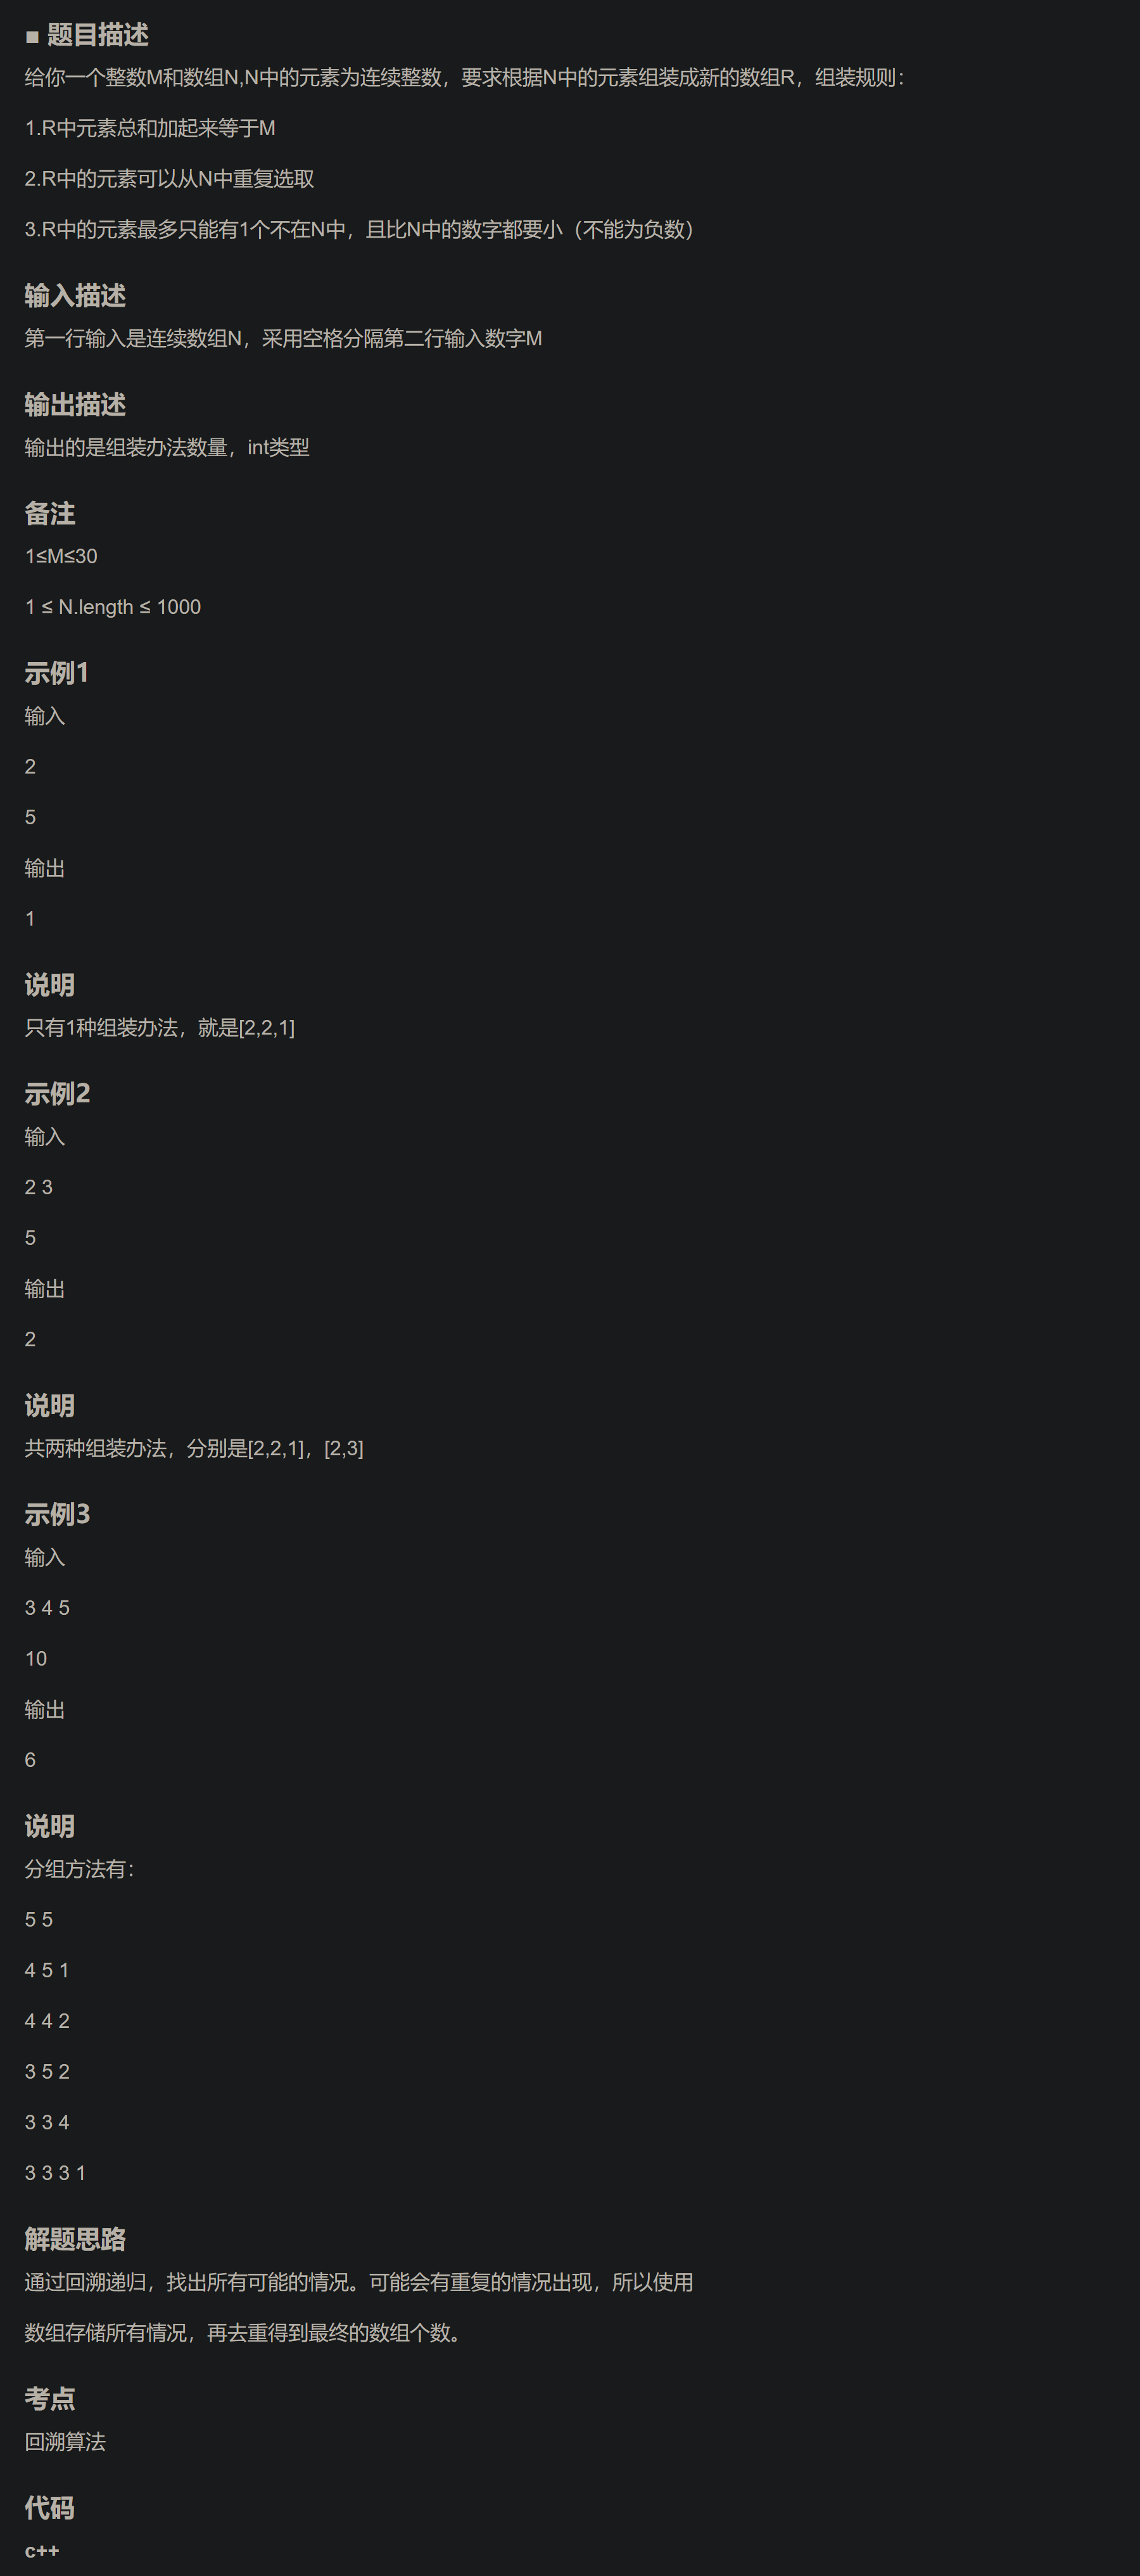 ■ 题目描述
给你一个整数M和数组N,N中的元素为连续整数，要求根据N中的元素组装成新的数组R，组装规则：
1.R中元素总和加起来等于M
2.R中的元素可以从N中重复选取
3.R中的元素最多只能有1个不在N中，且比N中的数字都要小（不能为负数）
输入描述
第一行输入是连续数组N，采用空格分隔第二行输入数字M
输出描述
输出的是组装办法数量，int类型
备注
1≤M≤30
1 ≤ N.length ≤ 1000
示例1
输入
2
5
输出
1
说明
只有1种组装办法，就是[2,2,1]
示例2
输入
2 3
5
输出
2
说明
共两种组装办法，分别是[2,2,1]，[2,3]
示例3
输入
3 4 5
10
输出
6
说明
分组方法有：
5 5
4 5 1
4 4 2
3 5 2
3 3 4
3 3 3 1
解题思路
通过回溯递归，找出所有可能的情况。可能会有重复的情况出现，所以使用
数组存储所有情况，再去重得到最终的数组个数。
考点
回溯算法
代码
c++